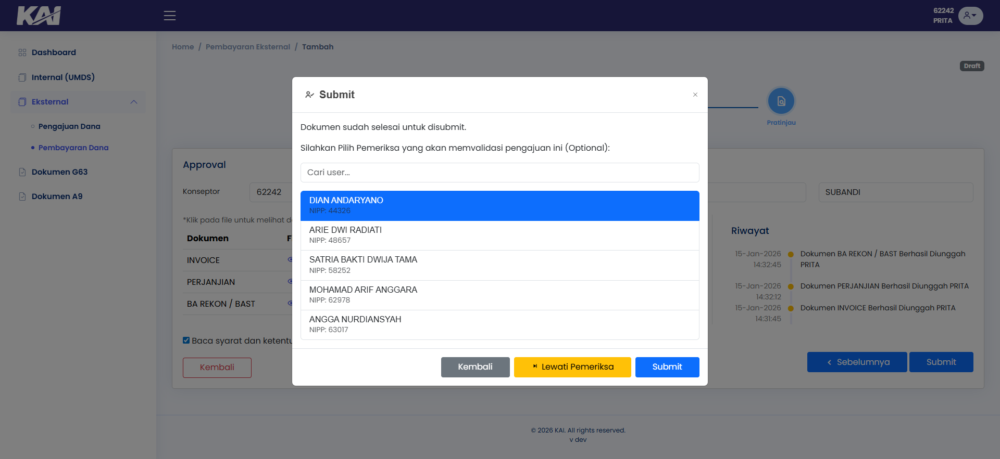 KAI
62242
PRITA
Dashboard
Internal (UMDS)
Eksternal
Pengajuan Dana
Pembayaran Dana
Dokumen G63
Dokumen A9
Home / Pembayaran Eksternal / Tambah
Draft
Pratinjau
Approval
Konseptor
62242
SUBANDI
*Klik pada file untuk melihat
Dokumen
INVOICE
PERJANJIAN
BA REKON / BAST
Baca syarat dan
Kembali
Riwayat
15-Jan-2026 14:32:45
Dokumen BA REKON / BAST Berhasil Diunggah
PRITA
15-Jan-2026 14:32:12
Dokumen PERJANJIAN Berhasil Diunggah PRITA
15-Jan-2026 14:31:45
Dokumen INVOICE Berhasil Diunggah PRITA
Sebelumnya
Submit
Submit
Dokumen sudah selesai untuk disubmit.
Silahkan Pilih Pemeriksa yang akan memvalidasi pengajuan ini (Optional):
Cari user...
DIAN ANDARYANO
NIPP: 44326
ARIE DWI RADIATI
NIPP: 48657
SATRIA BAKTI DWIJA TAMA
NIPP: 58252
MOHAMAD ARIF ANGGARA
NIPP: 62978
ANGGA NURDIANSYAH
NIPP: 63017
Kembali
Lewati Pemeriksa
Submit
© 2026 KAI. All rights reserved.
v dev